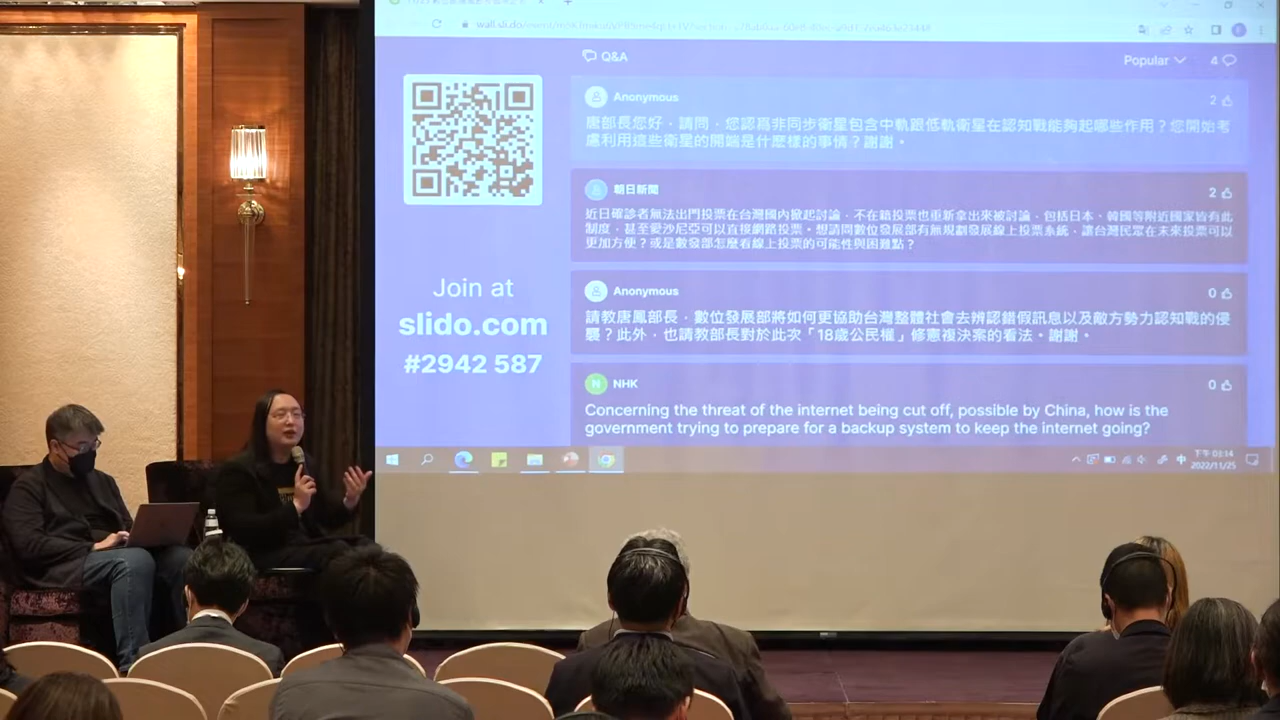 Q&A
Popular
4
Join at
slido.com
#2942 587
Anonymous
2
唐部長您好,請問,您認爲非同步衛星包含中軌跟低軌衛星在認知戰能夠起哪些作用?您開始考
慮利用這些衛星的開端是什麼樣的事情?謝謝。
朝日新聞
2
近日確診者無法出門投票在台灣國內掀起討論,不在籍投票也重新拿出來被討論,包括日本、韓國等附近國家皆有此
制度,甚至愛沙尼亞可以直接網路投票。想請問數位發展部有無規劃發展線上投票系統,讓台灣民眾在未來投票可以
更加方便?或是數發部怎麼看線上投票的可能性與困難點?
Anonymous
0
請教唐鳳部長,數位發展部將如何更協助台灣整體社會去辨認錯假訊息以及敵方勢力認知戰的侵
襲?此外,也請教部長對於此次「18歲公民權」修憲複決案的看法。謝謝。
N
NHK
0
Concerning the threat of the internet being cut off, possible by China, how is the
government trying to prepare for a backup system to keep the internet going?
中
下午 03:14
2022/11/25